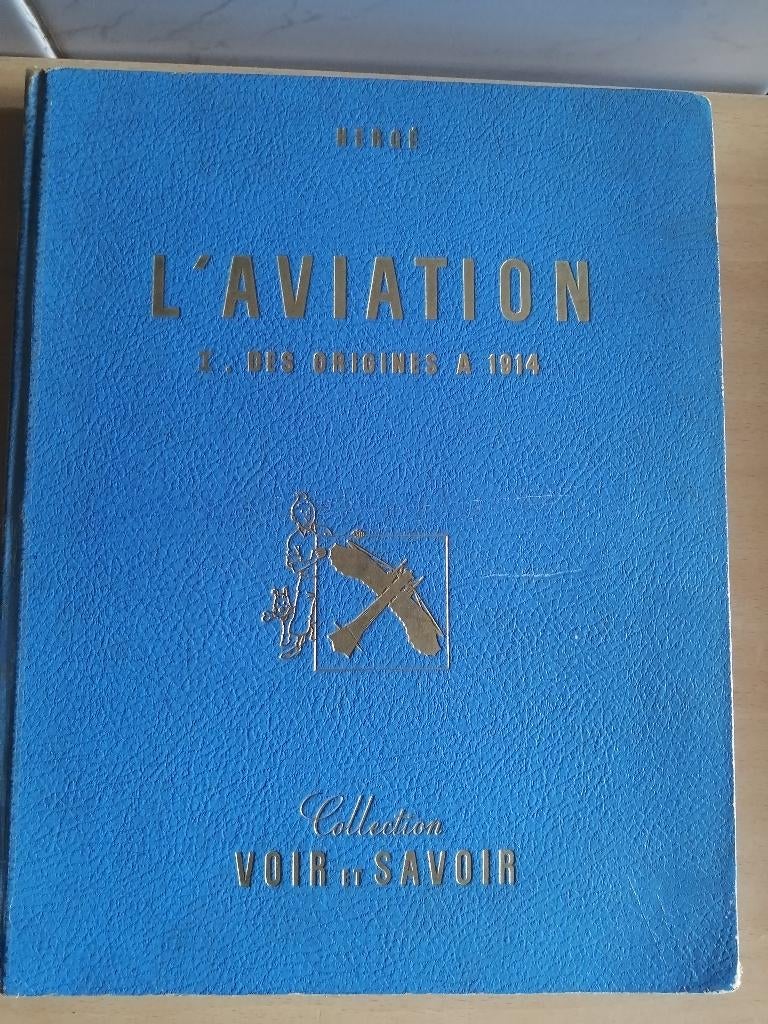 HERGÉ
L'AVIATION
I. DES ORIGINES A 1914
Collection
VOIR ET SAVOIR